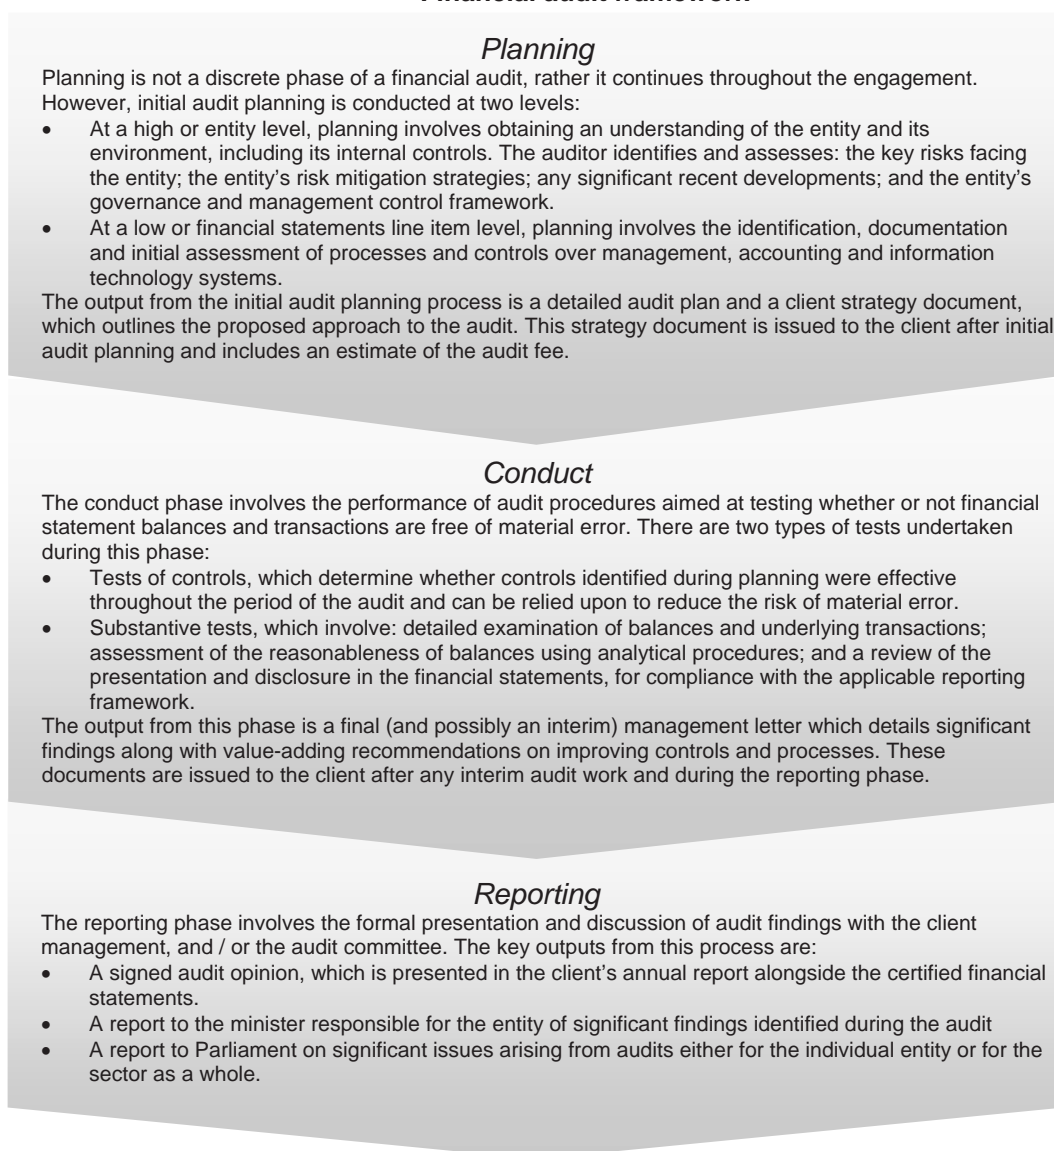 Financial audit framework
Planning
Planning is not a discrete phase of a financial audit, rather it continues throughout the engagement.
However, initial audit planning is conducted at two levels:
• At a high or entity level, planning involves obtaining an understanding of the entity and its
environment, including its internal controls. The auditor identifies and assesses: the key risks facing
the entity; the entity's risk mitigation strategies; any significant recent developments; and the entity's
governance and management control framework.
• At a low or financial statements line item level, planning involves the identification, documentation
and initial assessment of processes and controls over management, accounting and information
technology systems.
The output from the initial audit planning process is a detailed audit plan and a client strategy document,
which outlines the proposed approach to the audit. This strategy document is issued to the client after initial
audit planning and includes an estimate of the audit fee.
Conduct
The conduct phase involves the performance of audit procedures aimed at testing whether or not financial
statement balances and transactions are free of material error. There are two types of tests undertaken
during this phase:
• Tests of controls, which determine whether controls identified during planning were effective
throughout the period of the audit and can be relied upon to reduce the risk of material error.
• Substantive tests, which involve: detailed examination of balances and underlying transactions;
assessment of the reasonableness of balances using analytical procedures; and a review of the
presentation and disclosure in the financial statements, for compliance with the applicable reporting
framework.
The output from this phase is a final (and possibly an interim) management letter which details significant
findings along with value-adding recommendations on improving controls and processes. These
documents are issued to the client after any interim audit work and during the reporting phase.
Reporting
The reporting phase involves the formal presentation and discussion of audit findings with the client
management, and / or the audit committee. The key outputs from this process are:
• A signed audit opinion, which is presented in the client's annual report alongside the certified financial
statements.
• A report to the minister responsible for the entity of significant findings identified during the audit
• A report to Parliament on significant issues arising from audits either for the individual entity or for the
sector as a whole.